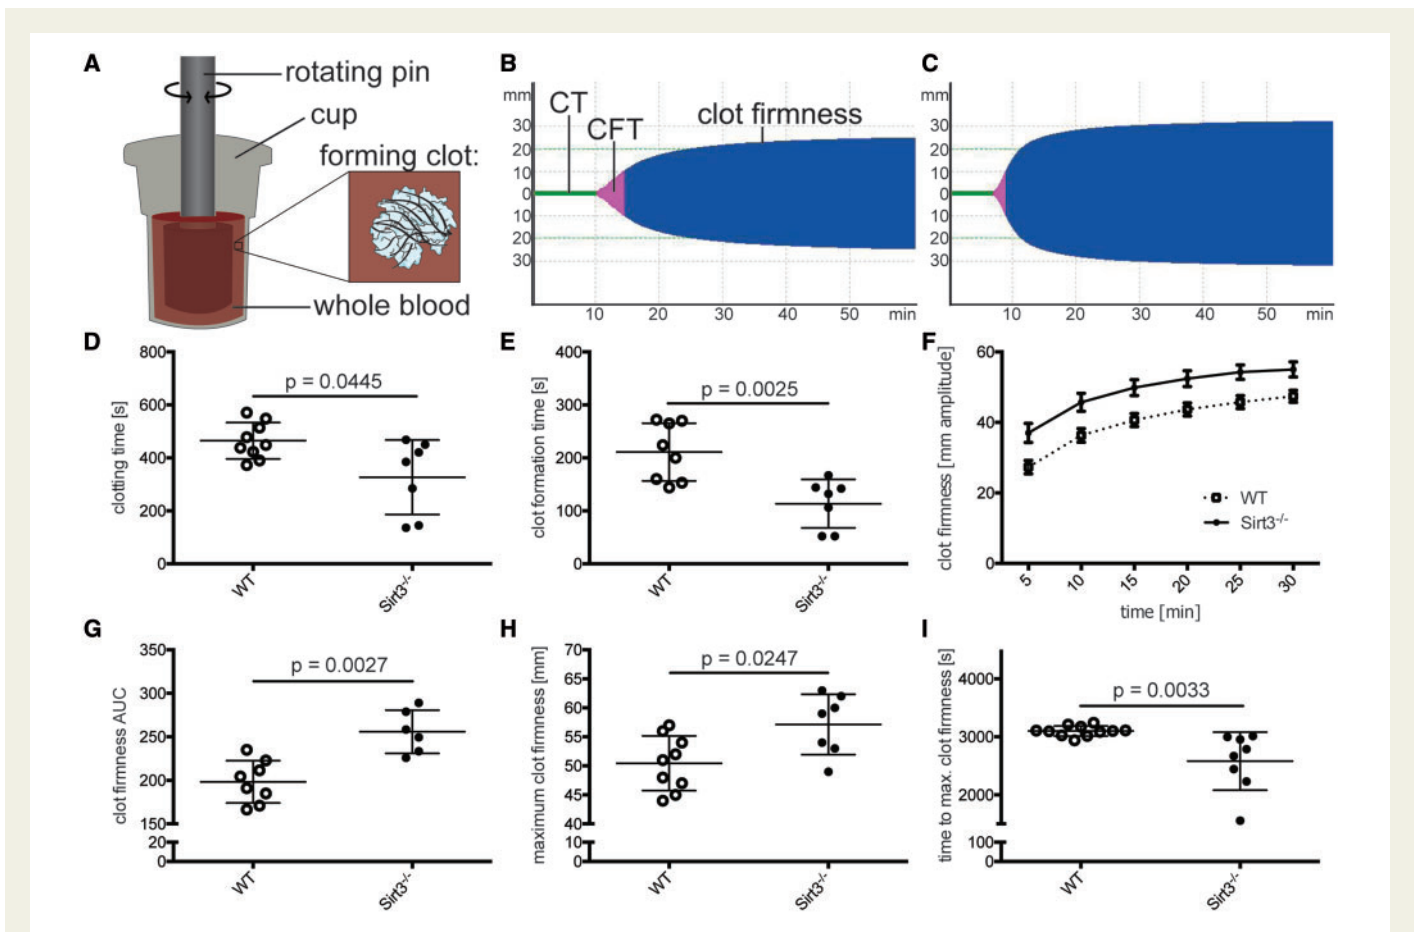 A
rotating pin
cup
forming clot:
whole blood
B
mm
30
20
10
0
10
20
30
CT
CFT
clot firmness
10
20
30
40
50
min
C
mm
30
20
10
0
10
20
30
10
20
30
40
50
min
D
clotting time [s]
800
600
400
200
0
p = 0.0445
WT
Sirt3-/-
E
clot formation time [s]
400
300
200
100
0
p = 0.0025
WT
Sirt3-/-
F
clot firmness [mm amplitude]
60
40
20
0
WT
Sirt3-/-
5
10
15
20
25
30
time [min]
G
clot firmness AUC
350
300
250
200
150
20
0
p = 0.0027
WT
Sirt3-/-
H
maximum clot firmness [mm]
70
65
60
55
50
45
40
10
0
p = 0.0247
WT
Sirt3-/-
I
time to max. clot firmness [s]
4000
3000
2000
100
0
p = 0.0033
WT
Sirt3-/-